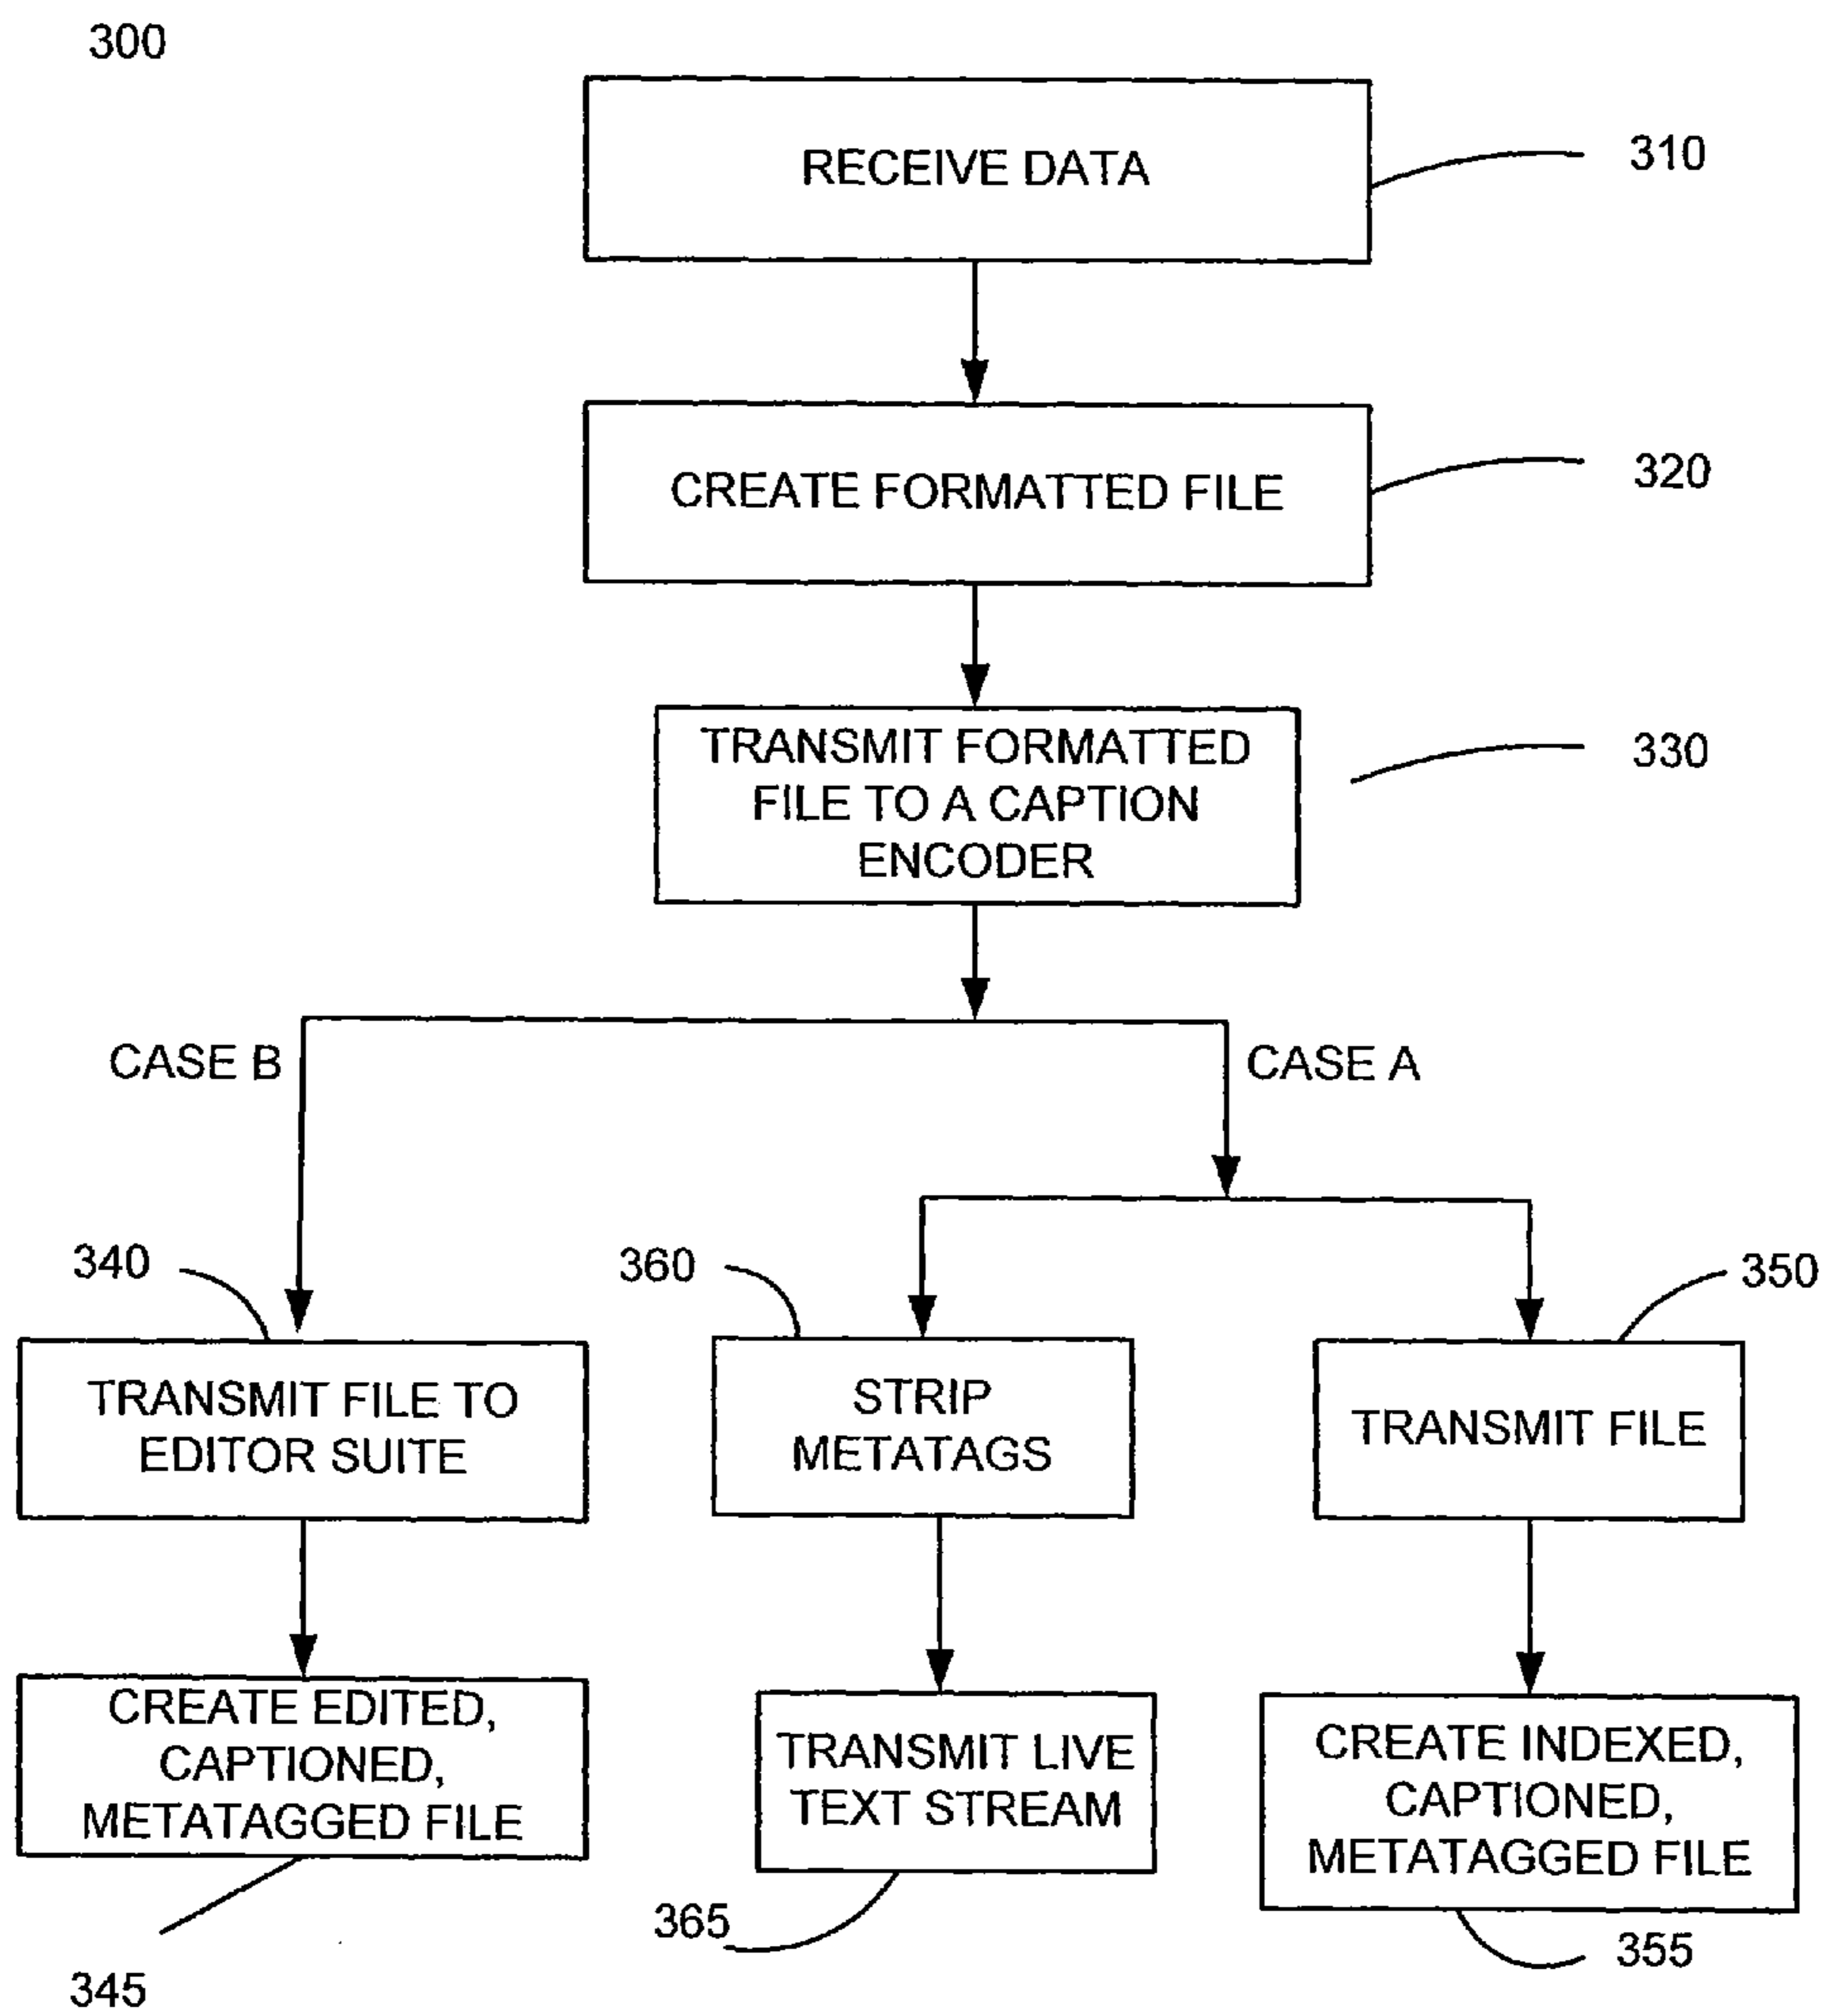 300
RECEIVE DATA
310
CREATE FORMATTED FILE
320
TRANSMIT FORMATTED
FILE TO A CAPTION
ENCODER
330
CASE B
CASE A
340
360
350
TRANSMIT FILE TO
EDITOR SUITE
STRIP
METATAGS
TRANSMIT FILE
CREATE EDITED,
CAPTIONED,
METATAGGED FILE
TRANSMIT LIVE
TEXT STREAM
CREATE INDEXED,
CAPTIONED,
METATAGGED FILE
345
365
355